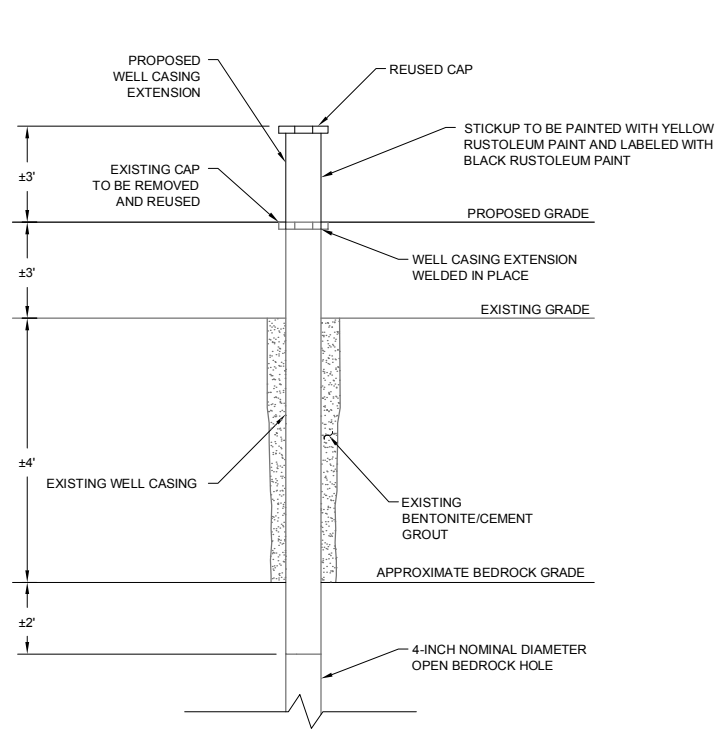 PROPOSED
WELL CASING
EXTENSION
REUSED CAP
STICKUP TO BE PAINTED WITH YELLOW
RUSTOLEUM PAINT AND LABELED WITH
BLACK RUSTOLEUM PAINT
±3'
EXISTING CAP
TO BE REMOVED
AND REUSED
PROPOSED GRADE
WELL CASING EXTENSION
WELDED IN PLACE
±3'
EXISTING GRADE
±4'
EXISTING WELL CASING
EXISTING
BENTONITE/CEMENT
GROUT
APPROXIMATE BEDROCK GRADE
±2'
4-INCH NOMINAL DIAMETER
OPEN BEDROCK HOLE